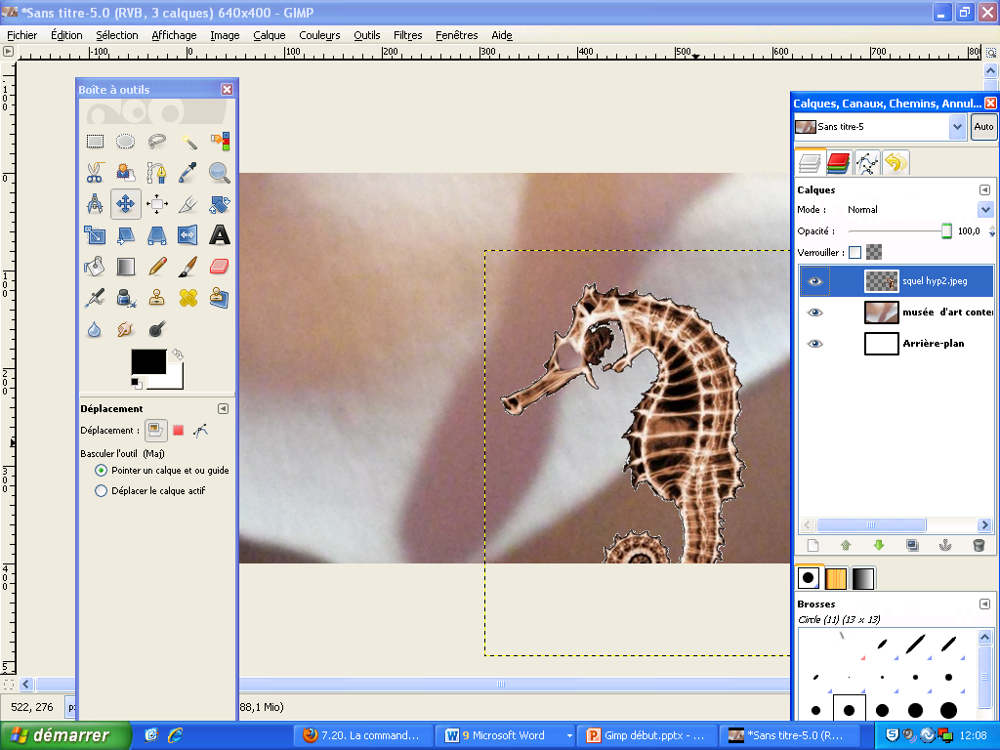 *Sans titre-5.0 (RVB, 3 calques) 640x400 – GIMP
Fichier Édition Sélection Affichage Image Calque Couleurs Outils Filtres Fenêtres Aide
-100 0 100 200 300 400 500 600 700 800
Boîte à outils
Calques, Canaux, Chemins, Annul...
Sans titre-5
Auto
Calques
Mode : Normal
Opacité : 100,0
Verrouiller :
squel hyp2.jpeg
musée d'art conter
Arrière-plan
Déplacement
Déplacement :
Basculer l'outil (Maj)
Pointer un calque et ou guide
Déplacer le calque actif
Brosses
Circle (11) (13 × 13)
522, 276
88,1 Mio)
démarrer
7.20. La command...
9 Microsoft Word
Gimp début.pptx - ...
*Sans titre-5.0 (R...
12:08